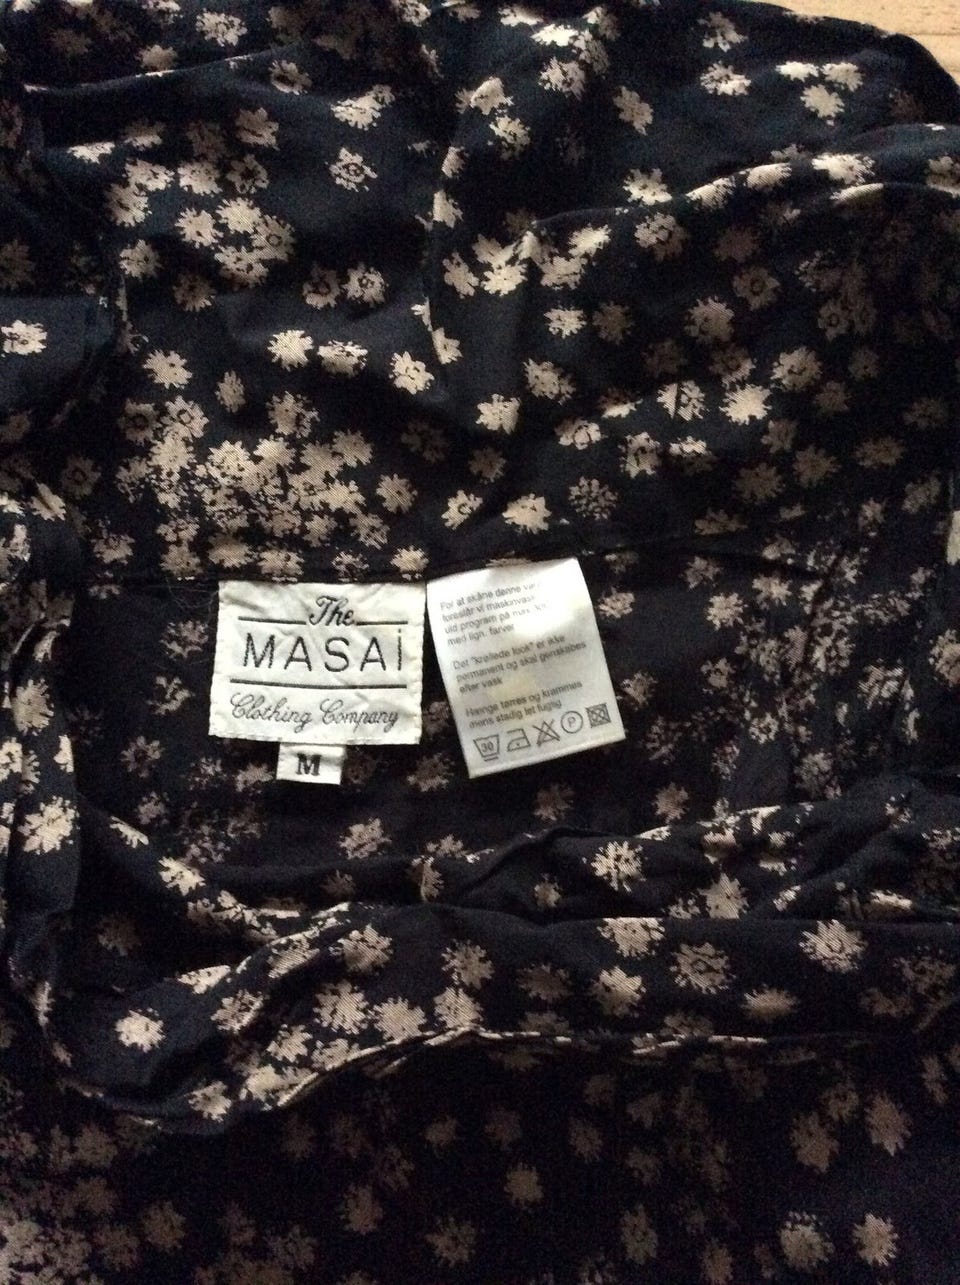 The
MASAi
Clothing Company
M
For at skåne denne
foreslår vi maskinvask
uld program på
med lign. farver
Det "krøllede look" er ikke
permanent og skal genskabes
efter vask
Hænge tørres og krammes
mens stadig let fugtig
30 P